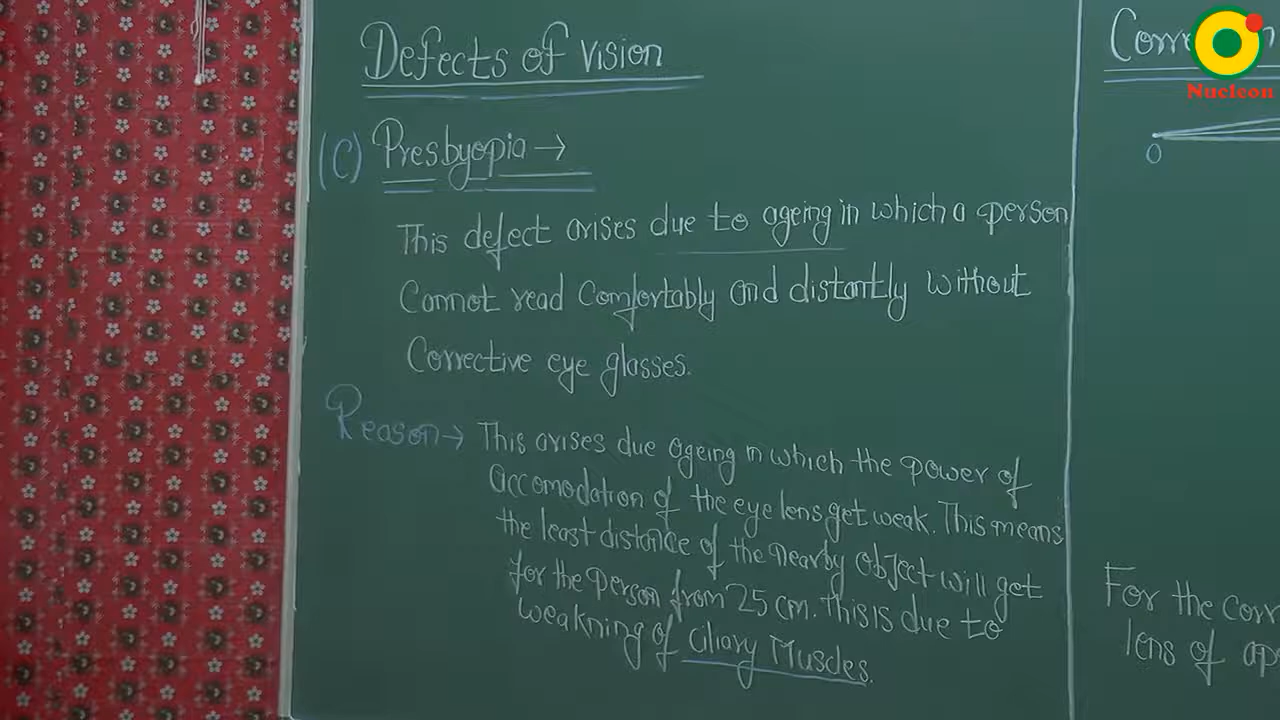 Defects of Vision
(C) Presbyopia →
This defect arises due to ageing in which a person
Cannot read Comfortably and distantly without
Corrective eye glasses.
Reason → This arises due ageing in which the power of
accomodation of the eye lens get weak. This means
the least distance of the nearby object will get
for the person from 25 cm. This is due to
weakning of Ciliary Muscles.
Nucleon
O
For the
lens of